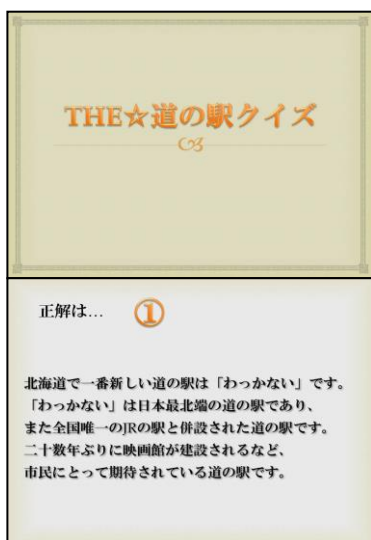 THE☆道の駅クイズ
正解は… ①
北海道で一番新しい道の駅は「わっかない」です。
「わっかない」は日本最北端の道の駅であり、
また全国唯一のJRの駅と併設された道の駅です。
二十数年ぶりに映画館が建設されるなど、
市民にとって期待されている道の駅です。